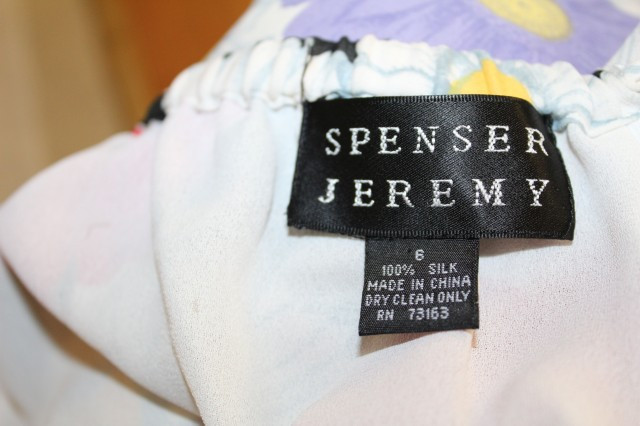 SPENSER
JEREMY
6
100% SILK
MADE IN CHINA
DRY CLEAN ONLY
RN 73163